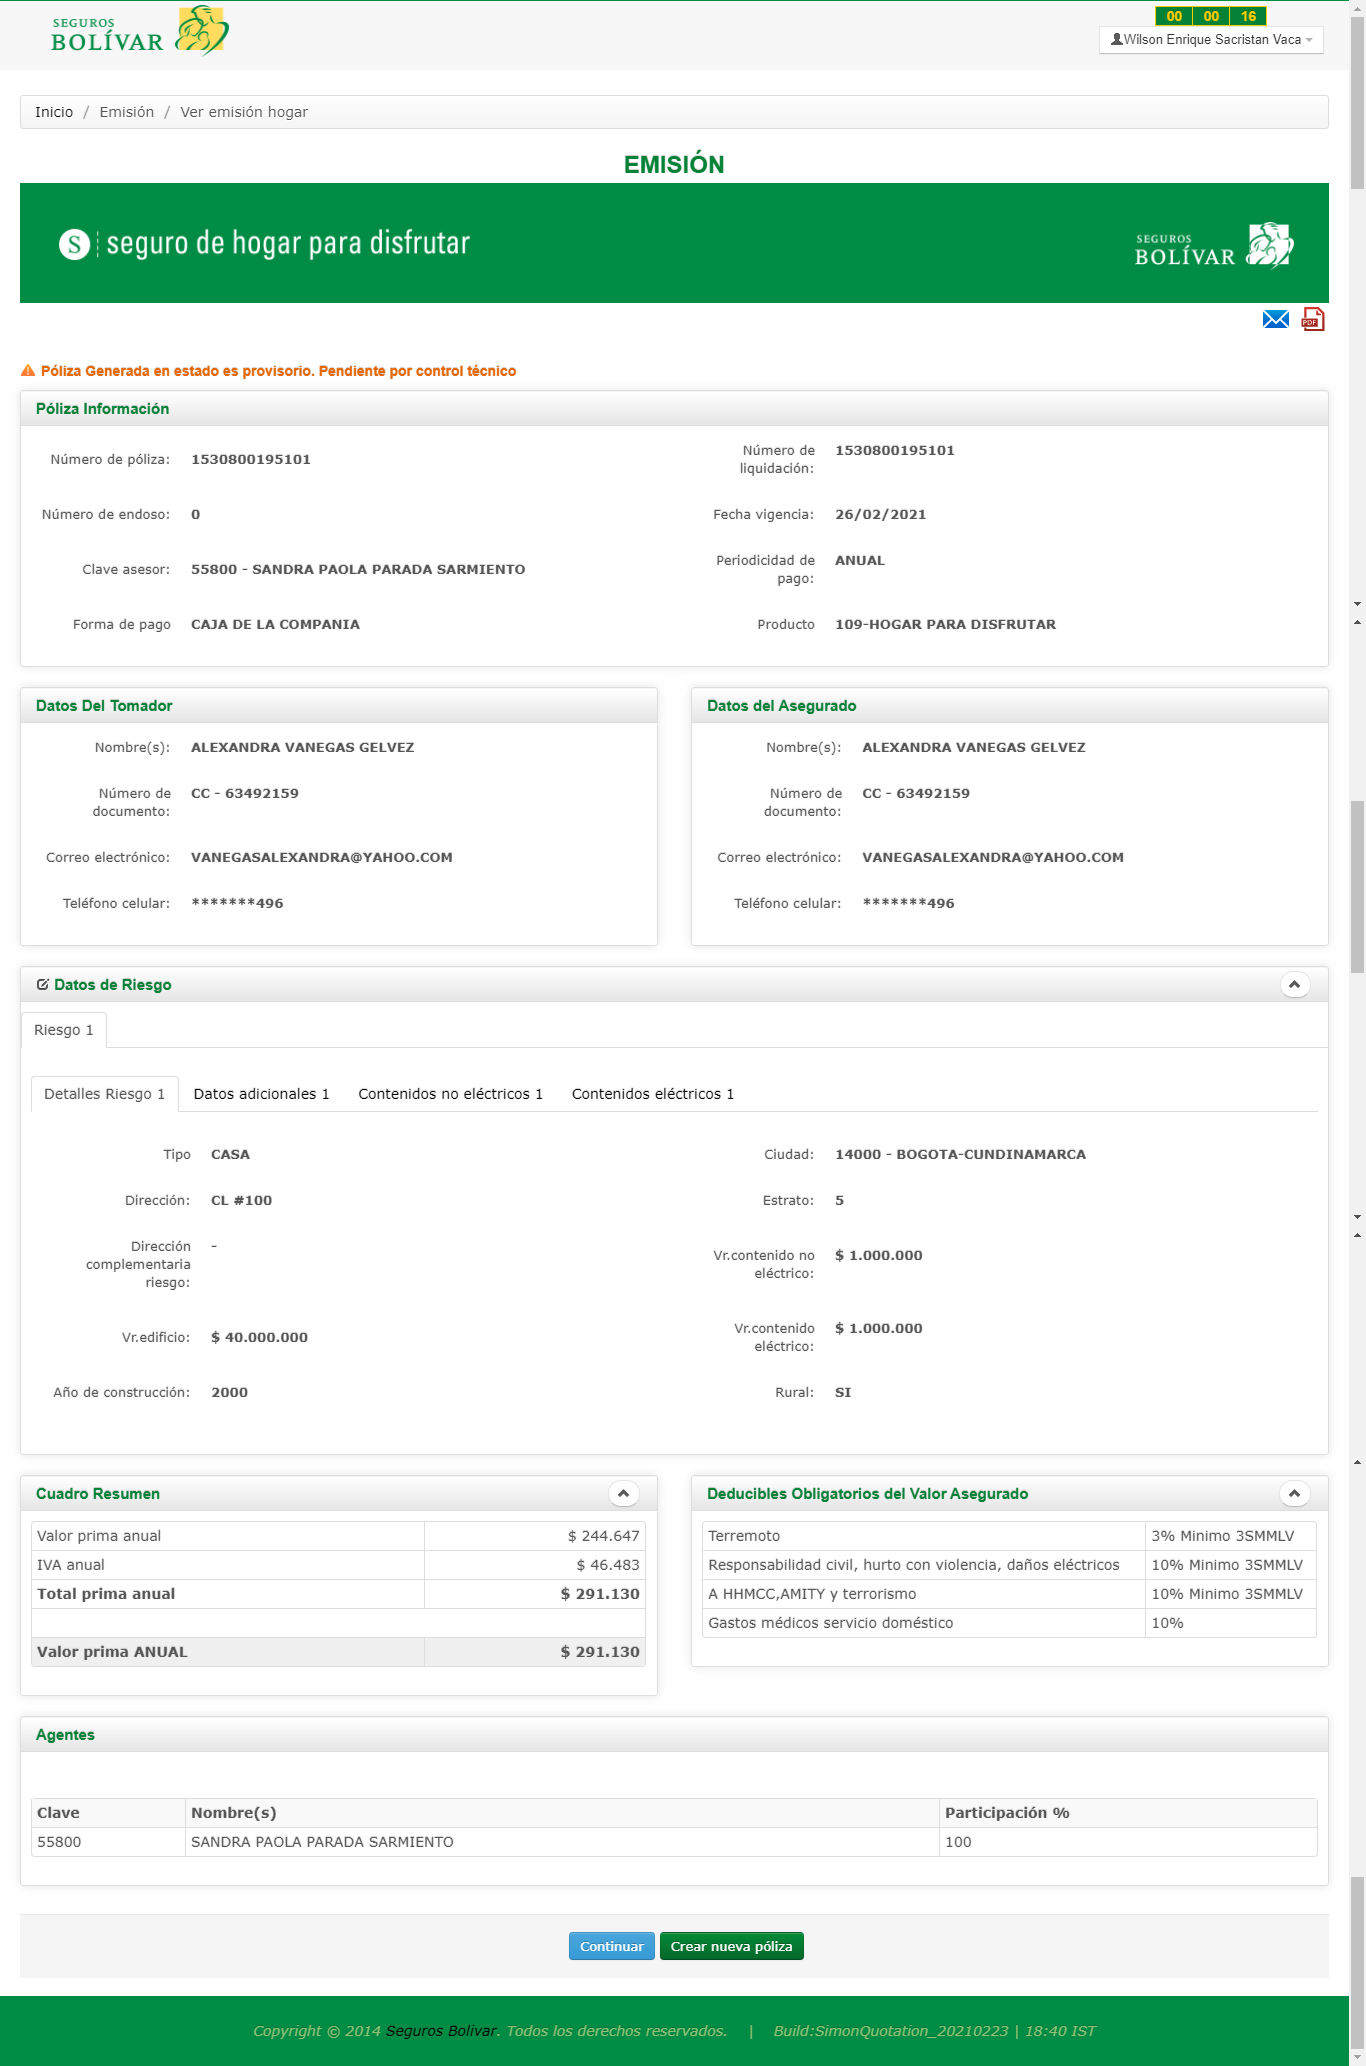 SEGUROS
BOLÍVAR
00 00 16
Wilson Enrique Sacristan Vaca
Inicio / Emisión / Ver emisión hogar
EMISIÓN
S seguro de hogar para disfrutar
SEGUROS
BOLÍVAR
PDF
Póliza Generada en estado es provisorio. Pendiente por control técnico
Póliza Información
Número de póliza: 1530800195101
Número de liquidación: 1530800195101
Número de endoso: 0
Fecha vigencia: 26/02/2021
Clave asesor: 55800 - SANDRA PAOLA PARADA SARMIENTO
Periodicidad de pago: ANUAL
Forma de pago CAJA DE LA COMPANIA
Producto 109-HOGAR PARA DISFRUTAR
Datos Del Tomador
Nombre(s): ALEXANDRA VANEGAS GELVEZ
Número de documento: CC - 63492159
Correo electrónico: VANEGASALEXANDRA@YAHOO.COM
Teléfono celular: *******496
Datos del Asegurado
Nombre(s): ALEXANDRA VANEGAS GELVEZ
Número de documento: CC - 63492159
Correo electrónico: VANEGASALEXANDRA@YAHOO.COM
Teléfono celular: *******496
Datos de Riesgo
Riesgo 1
Detalles Riesgo 1 Datos adicionales 1 Contenidos no eléctricos 1 Contenidos eléctricos 1
Tipo CASA
Ciudad: 14000 - BOGOTA-CUNDINAMARCA
Dirección: CL #100
Estrato: 5
Dirección complementaria riesgo: -
Vr.contenido no eléctrico: $ 1.000.000
Vr.edificio: $ 40.000.000
Vr.contenido eléctrico: $ 1.000.000
Año de construcción: 2000
Rural: SI
Cuadro Resumen
Valor prima anual $ 244.647
IVA anual $ 46.483
Total prima anual $ 291.130
Valor prima ANUAL $ 291.130
Deducibles Obligatorios del Valor Asegurado
Terremoto 3% Minimo 3SMMLV
Responsabilidad civil, hurto con violencia, daños eléctricos 10% Minimo 3SMMLV
A HHMCC,AMITY y terrorismo 10% Minimo 3SMMLV
Gastos médicos servicio doméstico 10%
Agentes
Clave Nombre(s) Participación %
55800 SANDRA PAOLA PARADA SARMIENTO 100
Continuar Crear nueva póliza
Copyright © 2014 Seguros Bolivar. Todos los derechos reservados. | Build:SimonQuotation_20210223 | 18:40 IST